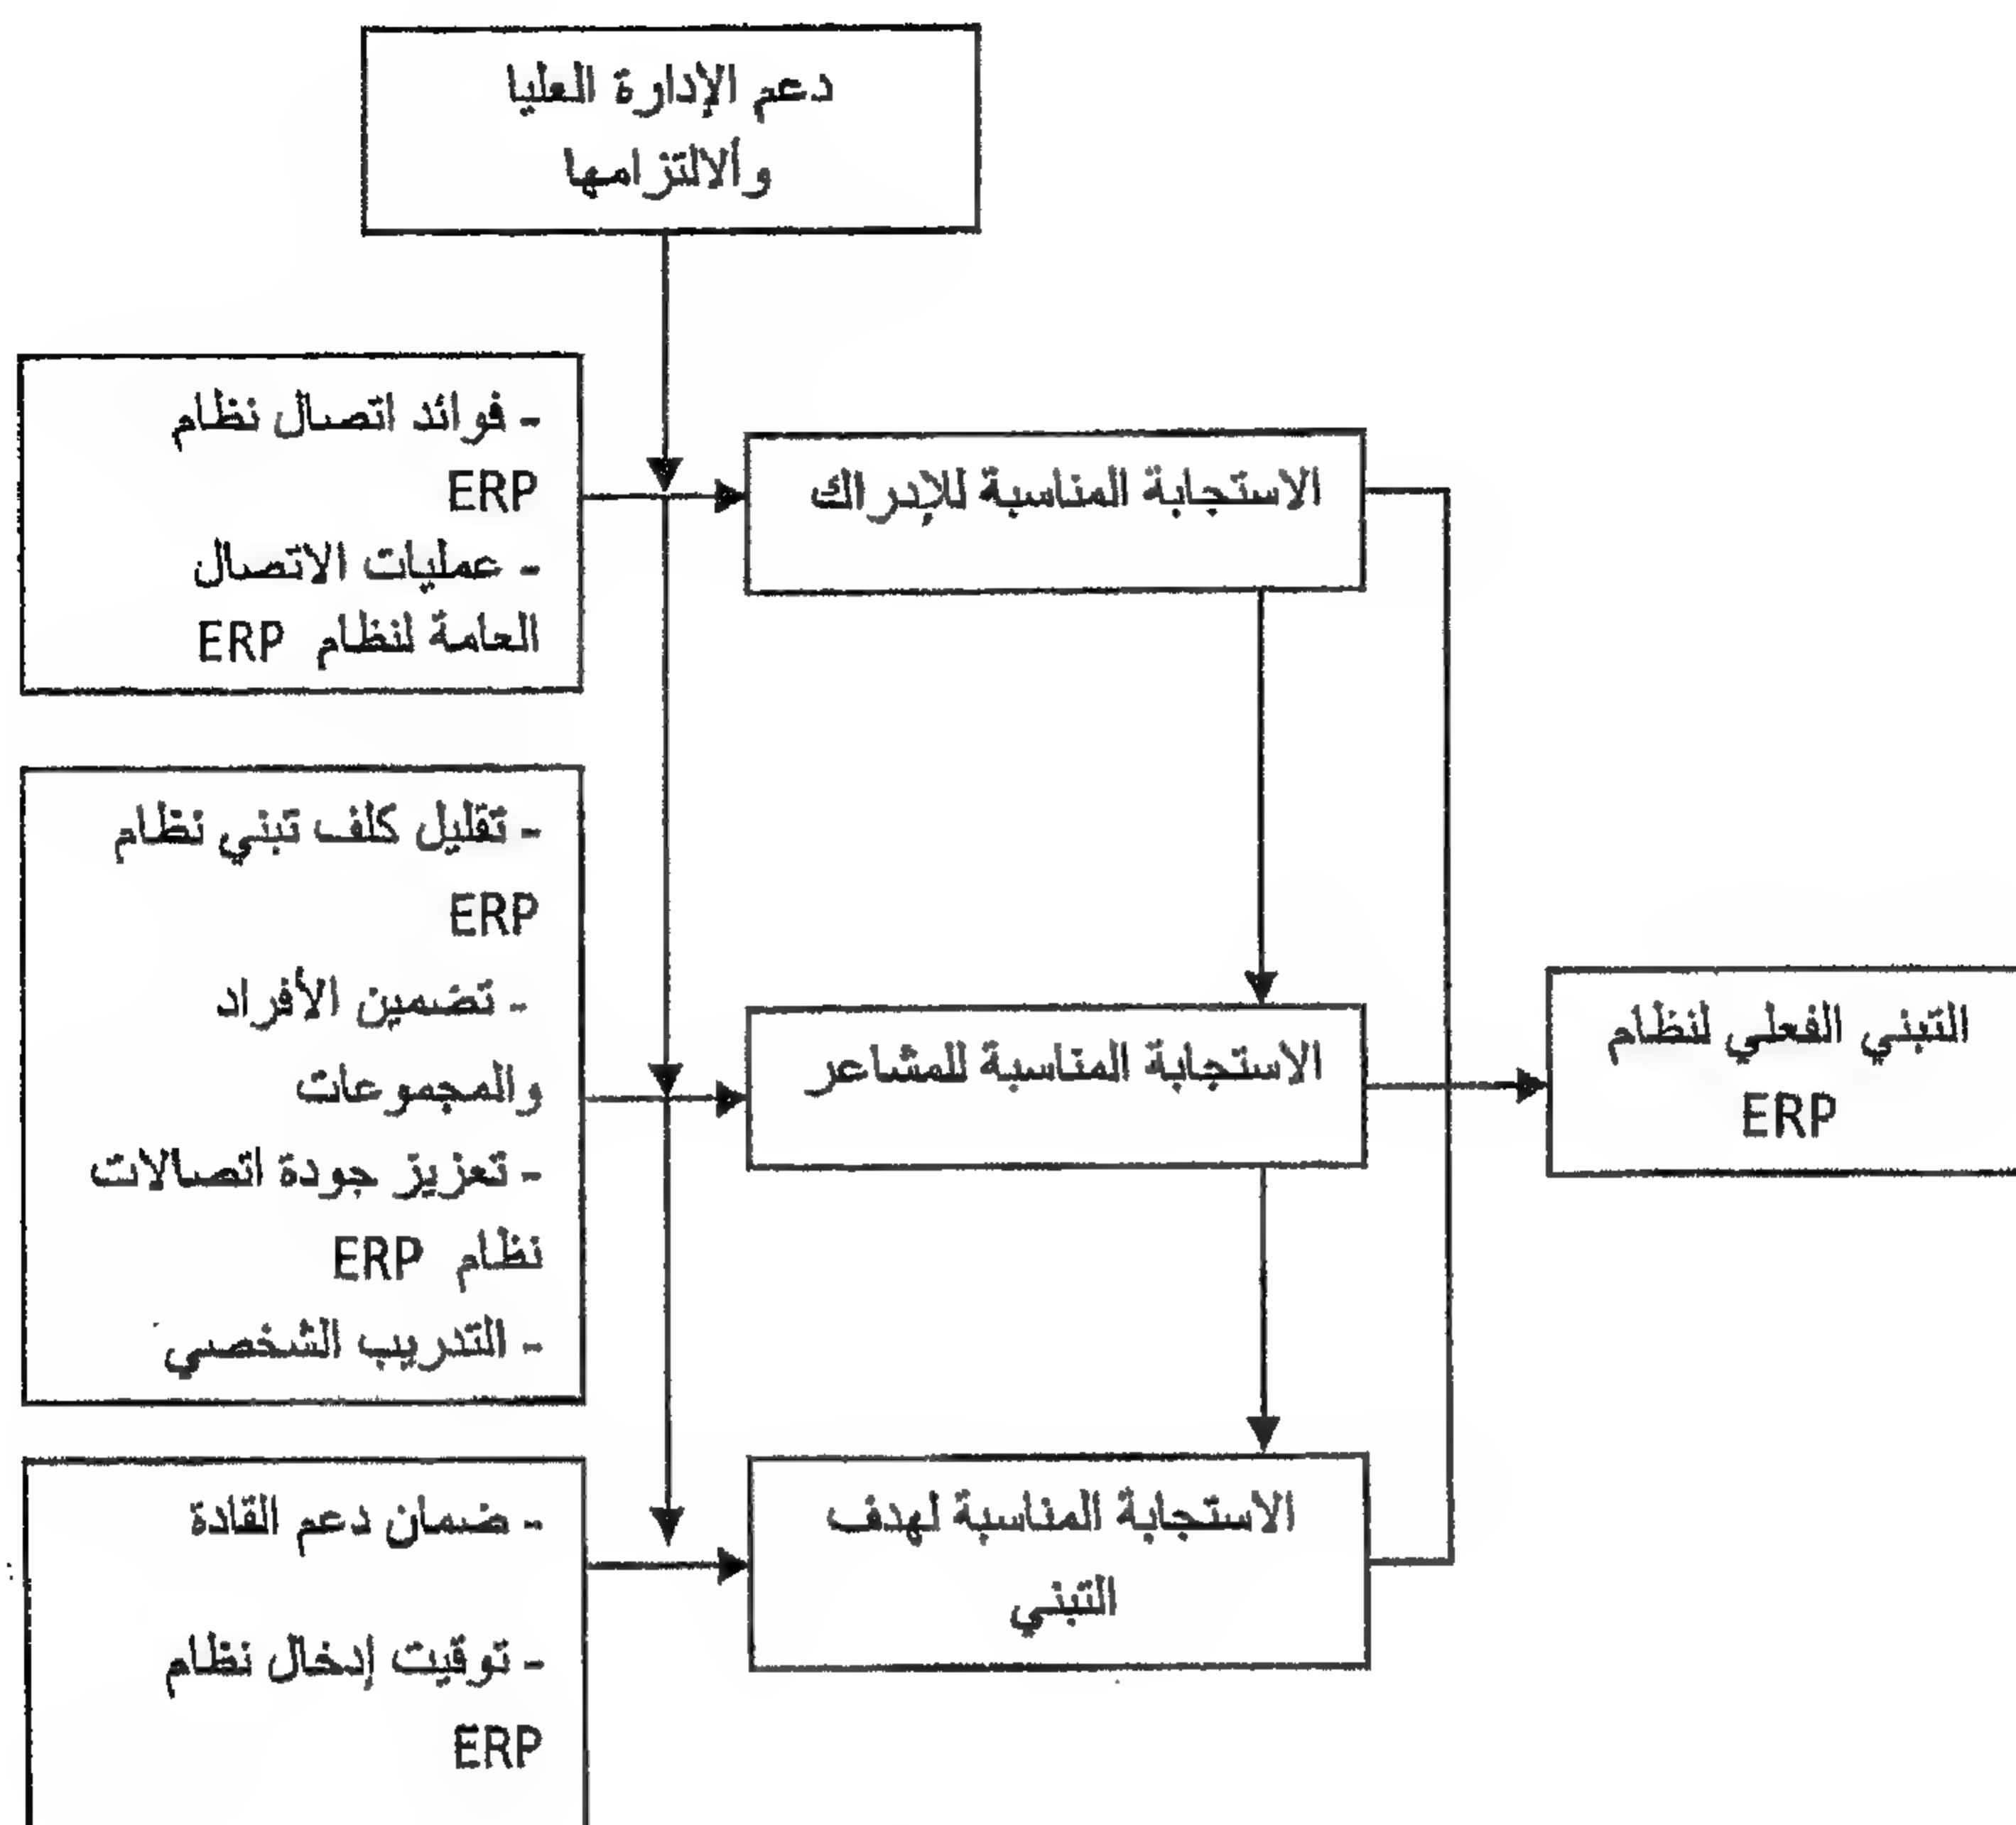 دعم الإدارة العليا
وألالتزامها
- فوائد اتصال نظام
ERP
- عمليات الاتصال
العامة لنظام ERP
الاستجابة المناسبة للإدراك
- تقليل كلف تبني نظام
ERP
- تضمين الأفراد
والمجموعات
- تعزيز جودة اتصالات
نظام ERP
- التدريب الشخصي
الاستجابة المناسبة للمشاعر
التبني الفعلي لنظام
ERP
- ضمان دعم القادة
- توقيت إدخال نظام
ERP
الاستجابة المناسبة لهدف
التبني